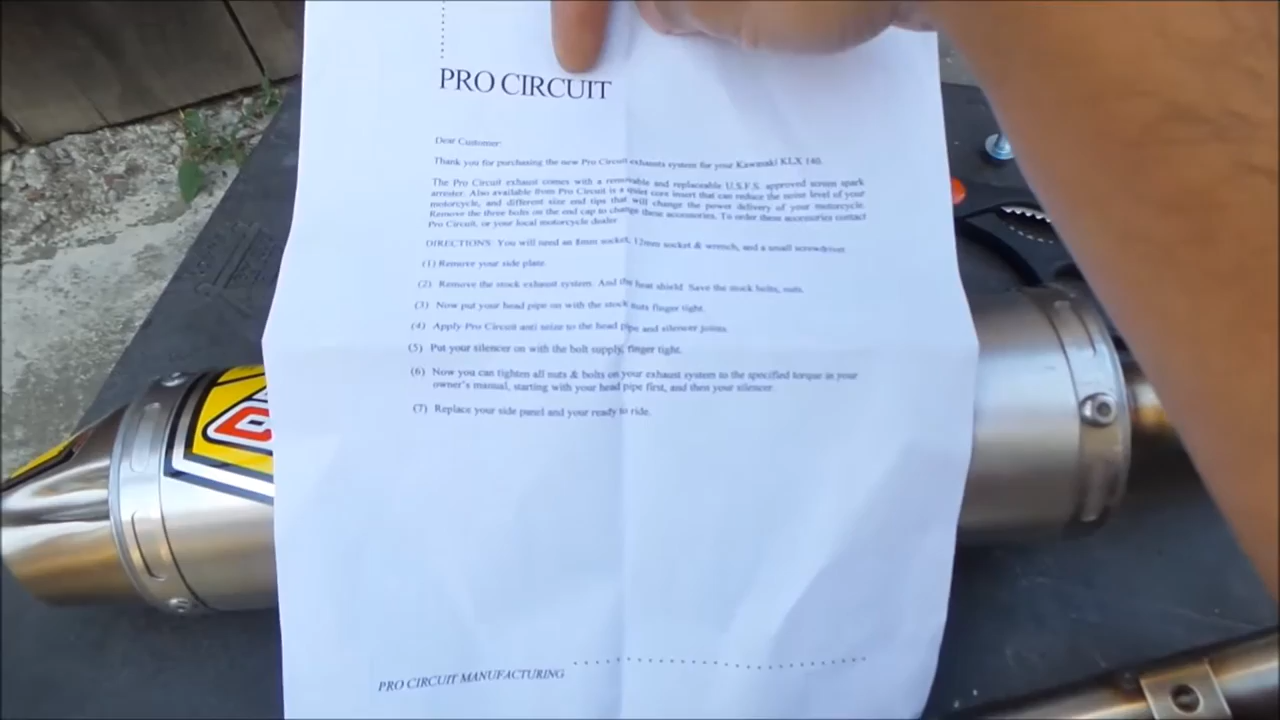 PRO CIRCUIT
Dear Customer:
Thank you for purchasing the new Pro Circuit exhausts system for your Kawasaki KLX 140.
The Pro Circuit exhaust comes with a removable and replaceable U.S.F.S. approved screen spark
arrester. Also available from Pro Circuit is a quiet core insert that can reduce the noise level of your
motorcycle, and different size end tips that will change the power delivery of your motorcycle.
Remove the three bolts on the end cap to change these accessories. To order these accessories contact
Pro Circuit, or your local motorcycle dealer.
DIRECTIONS: You will need an 8mm socket, 12mm socket & wrench, and a small screwdriver.
(1) Remove your side plate.
(2) Remove the stock exhaust system. And the heat shield. Save the stock bolts, nuts.
(3) Now put your head pipe on with the stock nuts finger tight.
(4) Apply Pro Circuit anti seize to the head pipe and silencer joints.
(5) Put your silencer on with the bolt supply, finger tight.
(6) Now you can tighten all nuts & bolts on your exhaust system to the specified torque in your
owner's manual, starting with your head pipe first, and then your silencer.
(7) Replace your side panel and your ready to ride.
PRO CIRCUIT MANUFACTURING